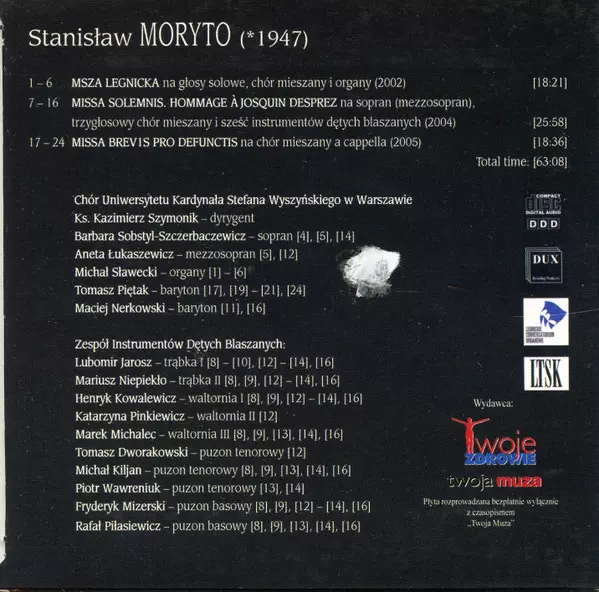 Stanisław MORYTO (*1947)
1 – 6 MSZA LEGNICKA na głosy solowe, chór mieszany i organy (2002) [18:21]
7 – 16 MISSA SOLEMNIS. HOMMAGE À JOSQUIN DESPREZ na sopran (mezzosopran),
trzygłosowy chór mieszany i sześć instrumentów dętych blaszanych (2004) [25:58]
17 – 24 MISSA BREV1S PRO DEFUNCTIS na chór mieszany a cappella (2005) [18:36]
Total time: [63:08]
Chór Uniwersytetu Kardynała Stefana Wyszyńskiego w Warszawie
Ks. Kazimierz Szymonik – dyrygent
Barbara Sobstyl-Szczerbaczewicz – sopran [4], [5], [14]
Aneta Łukaszewicz – mezzosopran [5], [12]
Michał Sławecki – organy [1] – [6]
Tomasz Piętak – baryton [17], [19] – [21], [24]
Maciej Nerkowski – baryton [11], [16]
COMPACT
disc
DIGITAL AUDIO
DDD
DUX
Zespół Instrumentów Dętych Blaszanych:
Lubomir Jarosz – trąbka I [8] – [10], [12] – [14], [16]
Mariusz Niepiekło – trąbka II [8], [9], [12] – [14], [16]
Henryk Kowalewicz – waltornia I [8], [9], [12] – [14], [16]
Katarzyna Pinkiewicz – waltornia II [12]
Marek Michalec – waltornia III [8], [9], [13], [14], [16]
Tomasz Dworakowski – puzon tenorowy [12]
Michał Kiljan – puzon tenorowy [8], [9], [13], [14], [16]
Piotr Wawreniuk – puzon tenorowy [13], [14]
Fryderyk Mizerski – puzon basowy [8], [9], [12] – [14], [16]
Rafał Piłasiewicz – puzon basowy [8], [9], [13], [14], [16]
LTSK
Wydawca:
Twoje
ZDROWIE
twoja muza
Płyta rozprowadzana bezpłatnie wyłącznie
z czasopismem
„Twoja Muza”